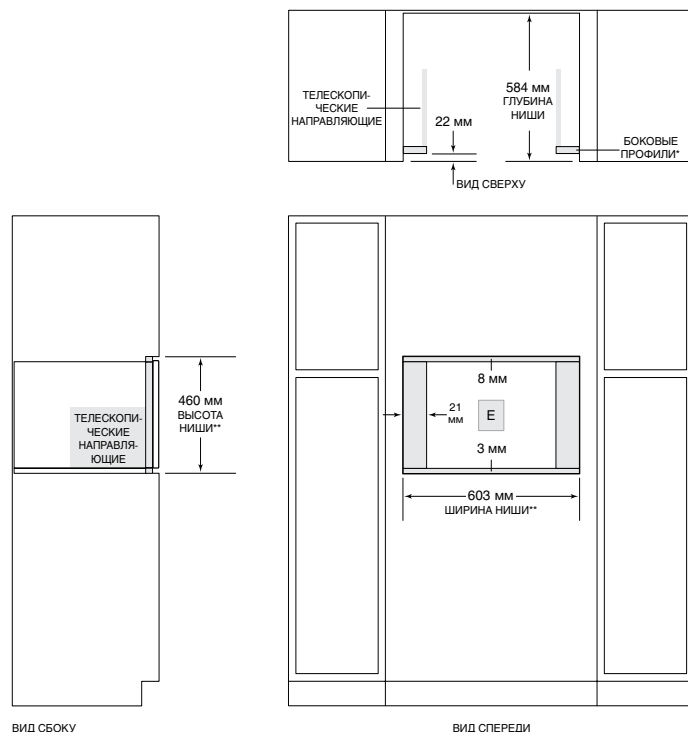 ТЕЛЕСКОПИ-
ЧЕСКИЕ
НАПРАВЛЯЮЩИЕ
22 мм
584 мм
ГЛУБИНА
НИШИ
БОКОВЫЕ
ПРОФИЛИ*
ВИД СВЕРХУ
460 мм
ВЫСОТА
НИШИ**
ТЕЛЕСКОПИ-
ЧЕСКИЕ
НАПРАВЛЯ-
ЮЩИЕ
8 мм
21
мм
E
3 мм
603 мм
ШИРИНА НИШИ**
ВИД СБОКУ
ВИД СПЕРЕДИ